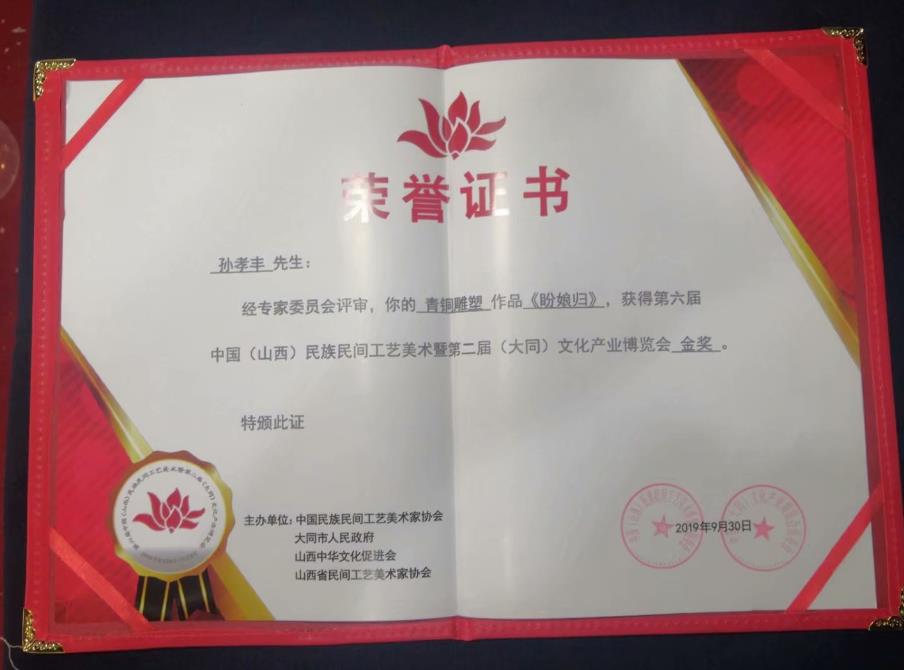 荣誉证书
孙孝丰 先生：
经专家委员会评审，你的 青铜雕塑 作品《盼娘归》，获得第六届
中国（山西）民族民间工艺美术暨第二届（大同）文化产业博览会 金奖 。
特颁此证
主办单位：中国民族民间工艺美术家协会
大同市人民政府
山西中华文化促进会
山西省民间工艺美术家协会
2019年9月30日